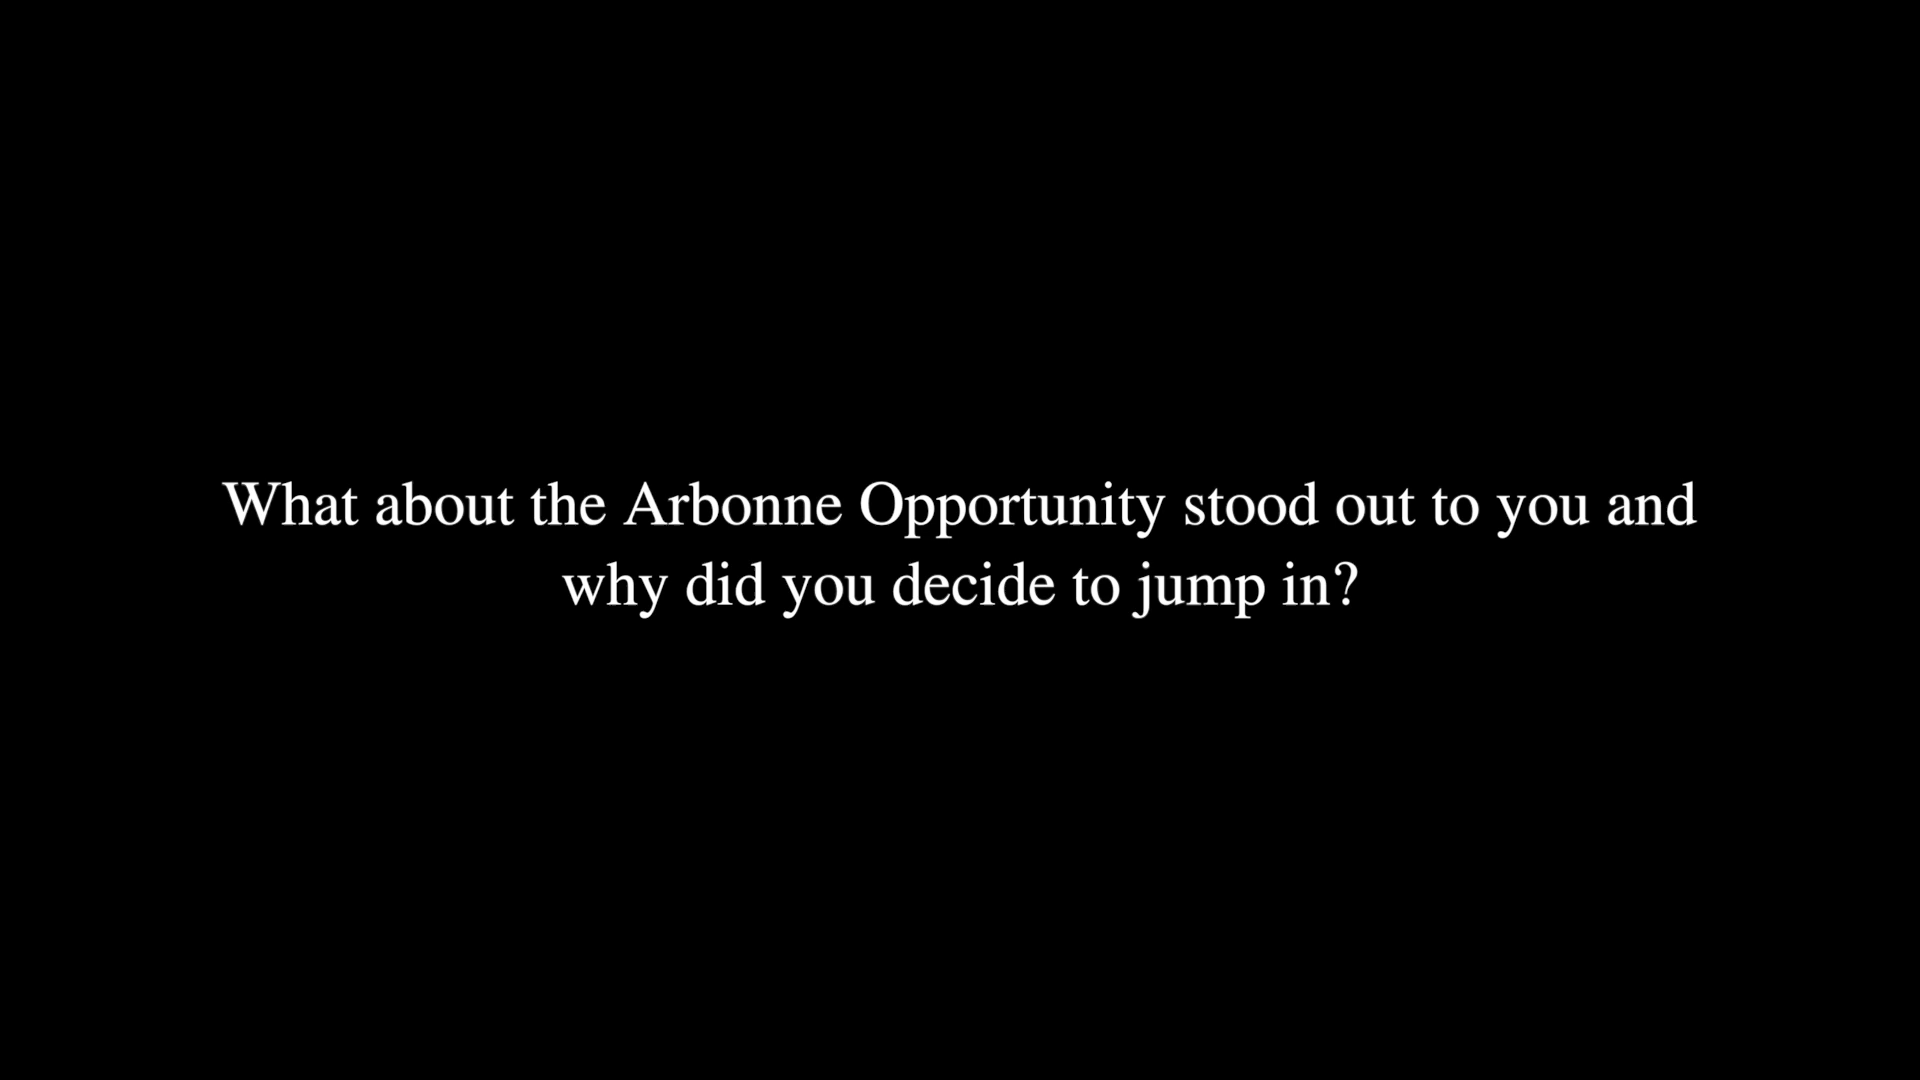 What about the Arbonne Opportunity stood out to you and
why did you decide to jump in?